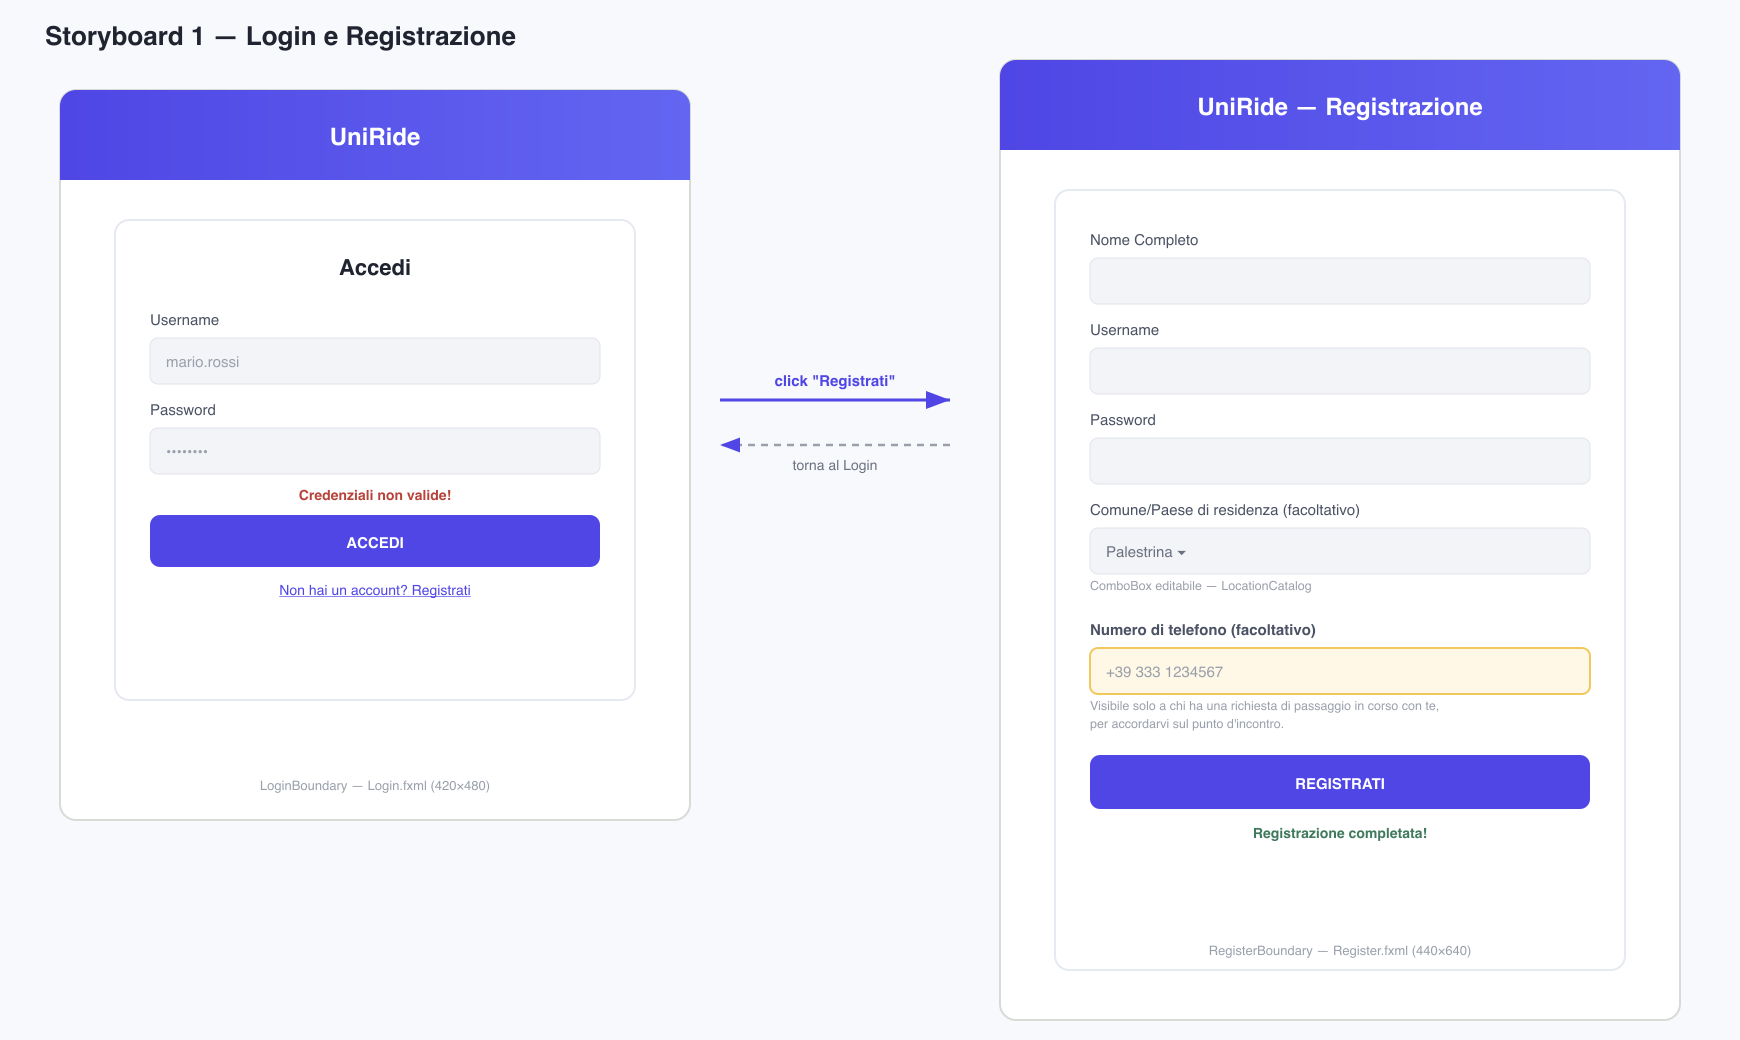 Storyboard 1 — Login e Registrazione
UniRide
Accedi
Username
mario.rossi
Password
••••••••
Credenziali non valide!
ACCEDI
Non hai un account? Registrati
LoginBoundary — Login.fxml (420×480)
click "Registrati"
torna al Login
UniRide — Registrazione
Nome Completo
Username
Password
Comune/Paese di residenza (facoltativo)
Palestrina
ComboBox editabile — LocationCatalog
Numero di telefono (facoltativo)
+39 333 1234567
Visibile solo a chi ha una richiesta di passaggio in corso con te,
per accordarvi sul punto d'incontro.
REGISTRATI
Registrazione completata!
RegisterBoundary — Register.fxml (440×640)